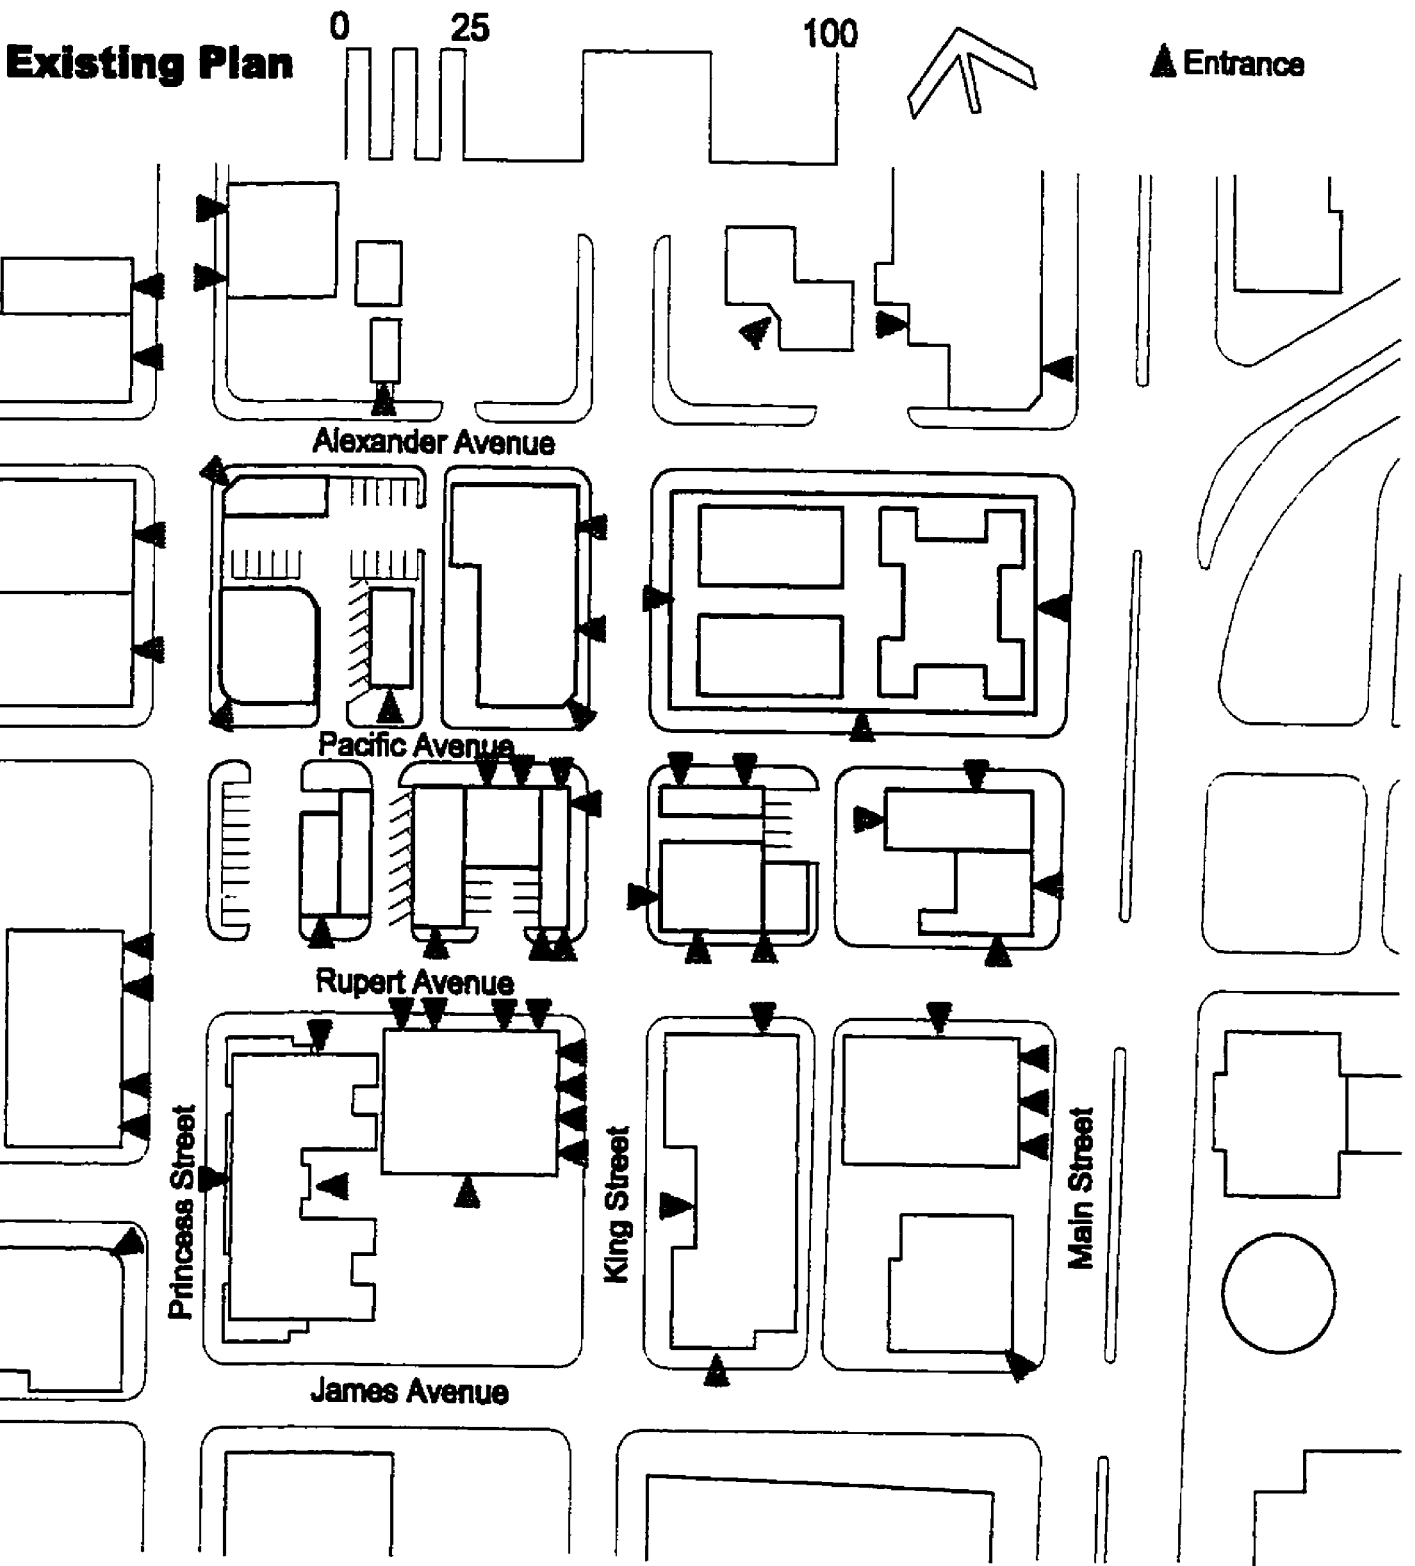 0 25 100
Existing Plan
Entrance
Alexander Avenue
Pacific Avenue
Rupert Avenue
Princess Street
King Street
Main Street
James Avenue